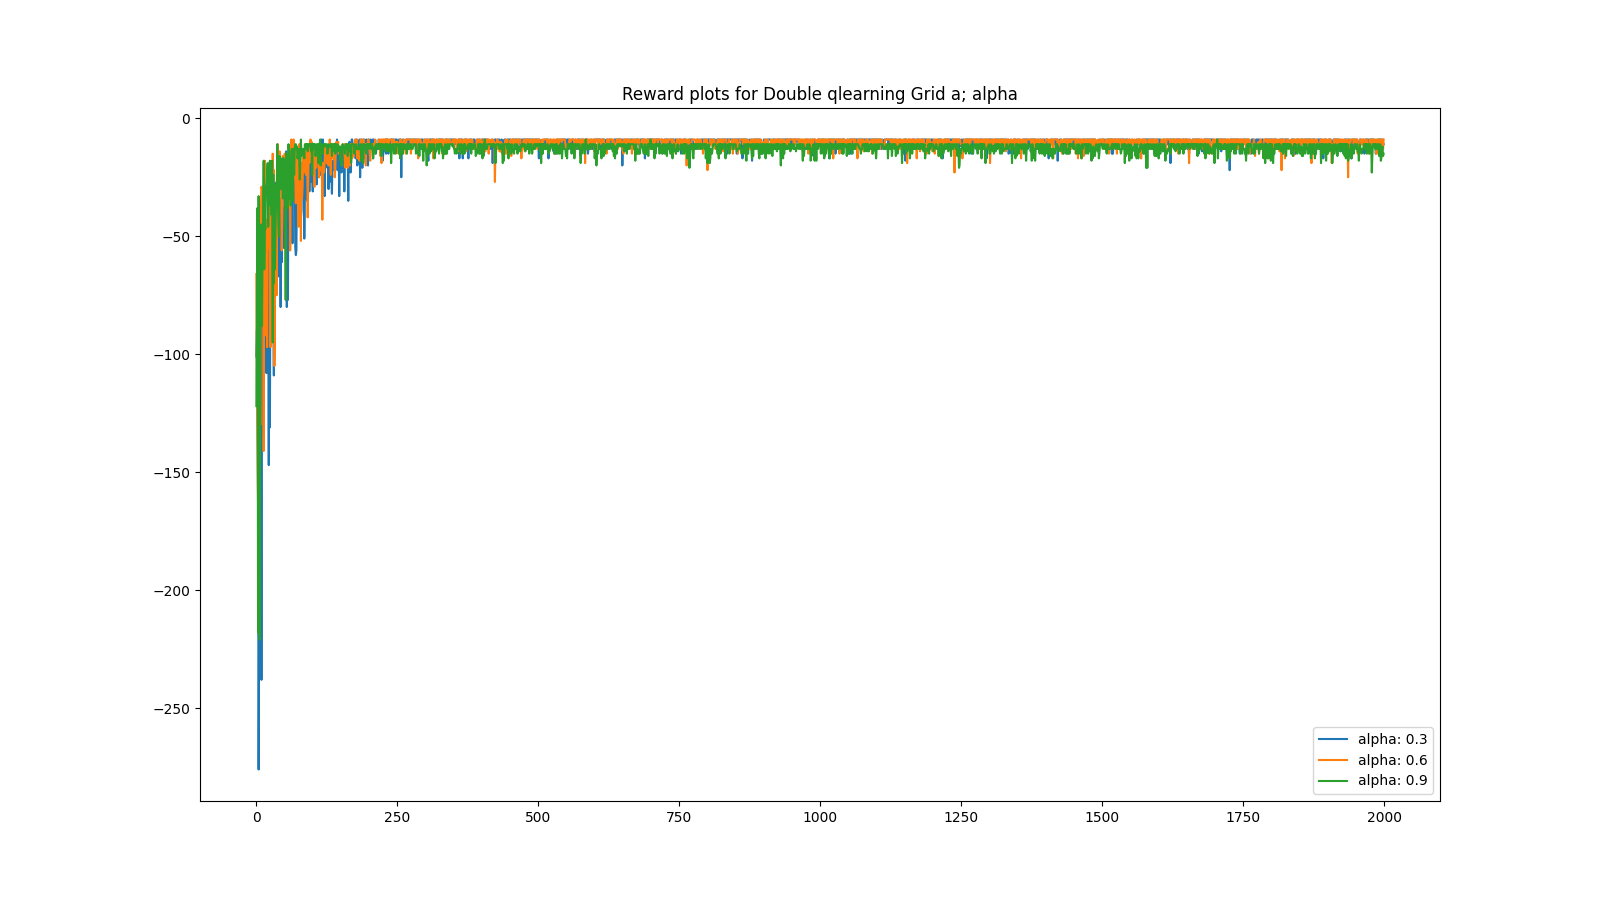 Reward plots for Double qlearning Grid a; alpha
0
−50
−100
−150
−200
−250
alpha: 0.3
alpha: 0.6
alpha: 0.9
0 250 500 750 1000 1250 1500 1750 2000